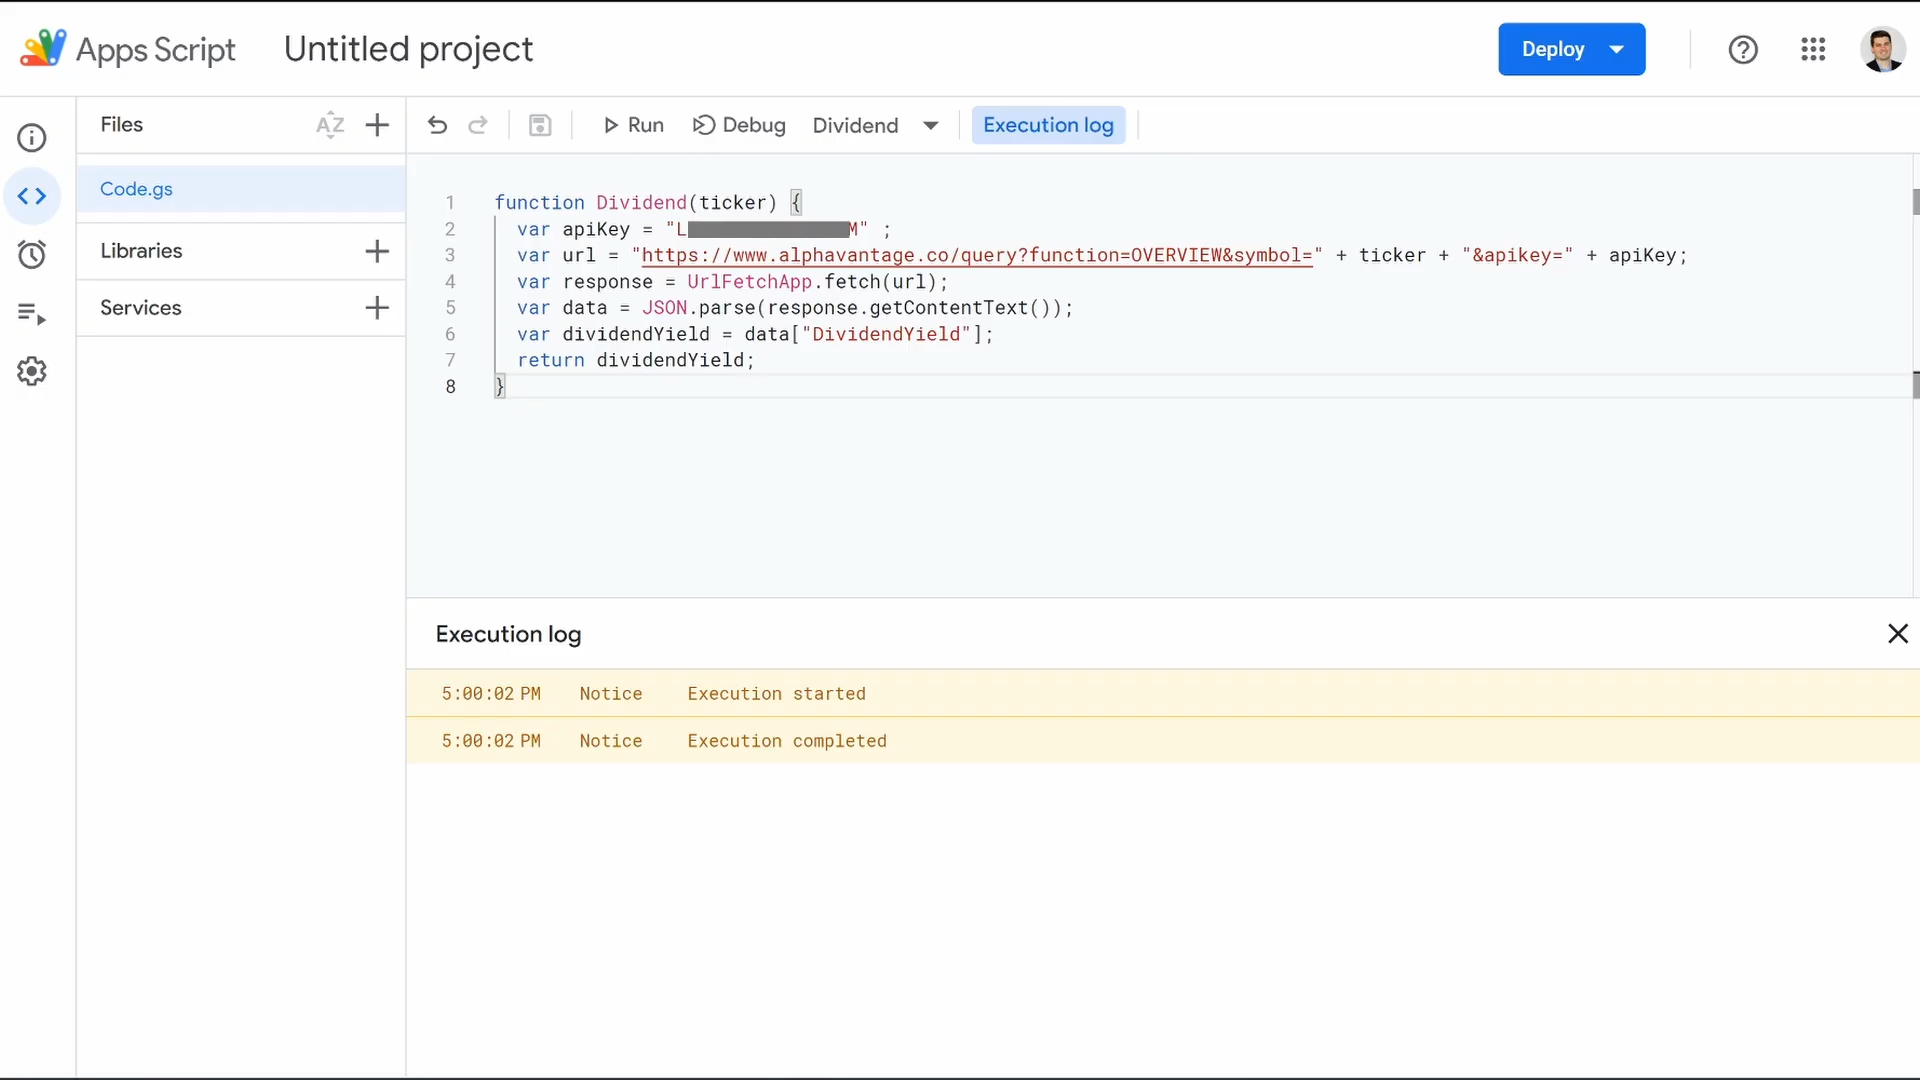 Apps Script
Untitled project
Deploy
Files
AZ
Run
Debug
Dividend
Execution log
Code.gs
Libraries
Services
1 function Dividend(ticker) {
2 var apiKey = "L M" ;
3 var url = "https://www.alphavantage.co/query?function=OVERVIEW&symbol=" + ticker + "&apikey=" + apiKey;
4 var response = UrlFetchApp.fetch(url);
5 var data = JSON.parse(response.getContentText());
6 var dividendYield = data["DividendYield"];
7 return dividendYield;
8 }
Execution log
5:00:02 PM Notice Execution started
5:00:02 PM Notice Execution completed